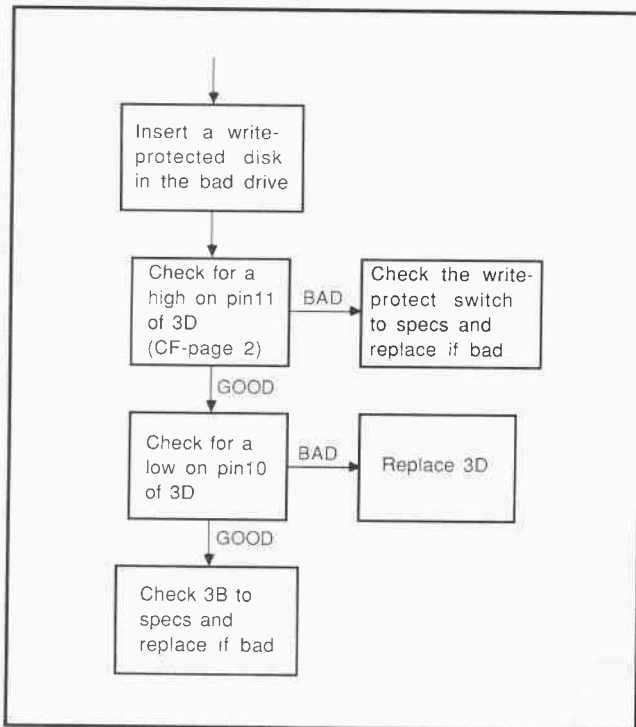 Insert a write-
protected disk
in the bad drive
Check for a
high on pin11
of 3D
(CF-page 2)
BAD
Check the write-
protect switch
to specs and
replace if bad
GOOD
Check for a
low on pin10
of 3D
BAD
Replace 3D
GOOD
Check 3B to
specs and
replace if bad